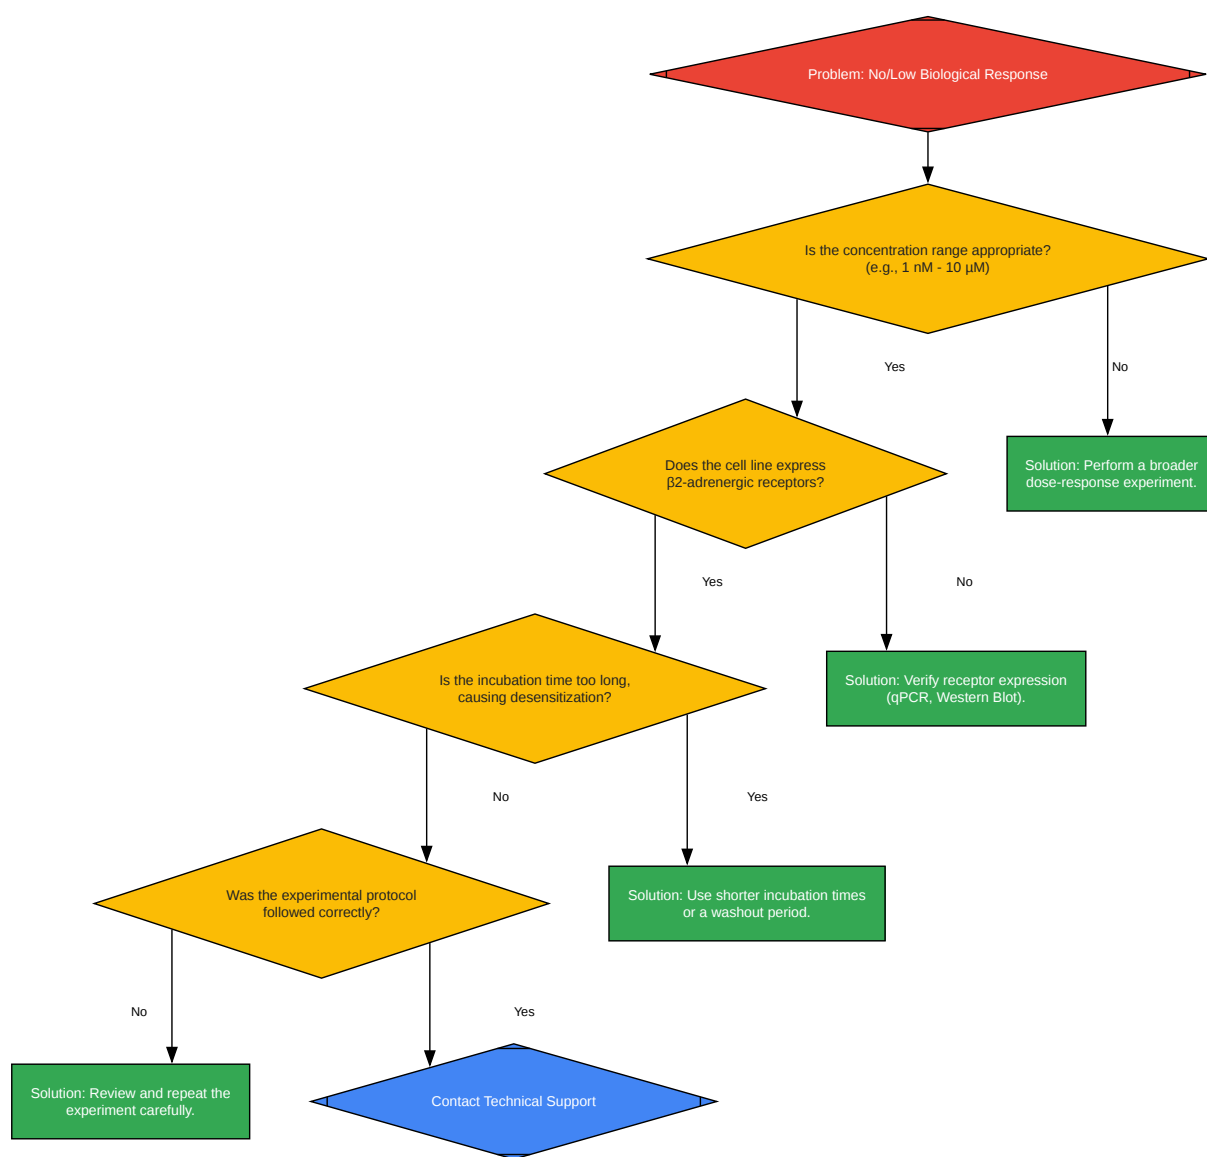 Problem: No/Low Biological Response
Is the concentration range appropriate?
(e.g., 1 nM - 10 µM)
Yes
No
Does the cell line express
β2-adrenergic receptors?
Solution: Perform a broader
dose-response experiment.
Yes
No
Is the incubation time too long,
causing desensitization?
Solution: Verify receptor expression
(qPCR, Western Blot).
No
Yes
Was the experimental protocol
followed correctly?
Solution: Use shorter incubation times
or a washout period.
No
Yes
Solution: Review and repeat the
experiment carefully.
Contact Technical Support